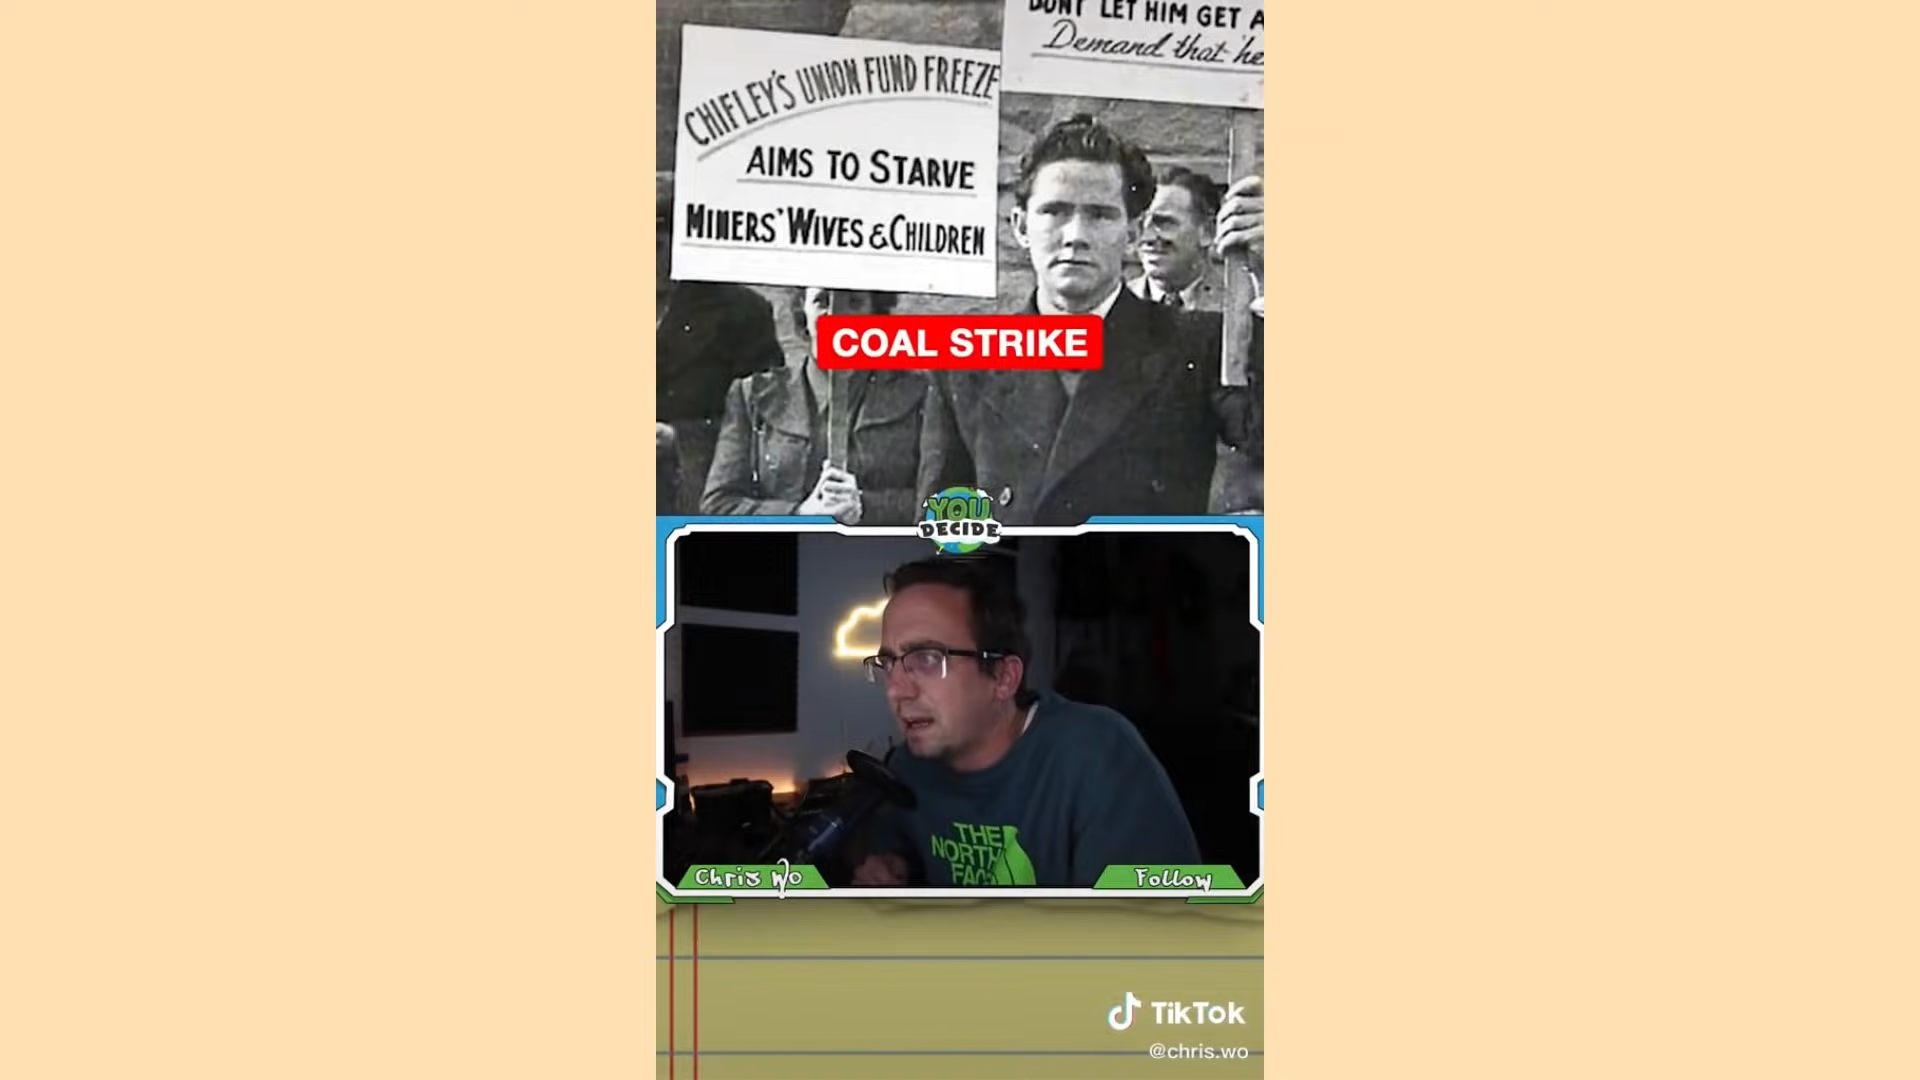 DONT LET HIM GET A
Demand that he
CHIFLEY'S UNION FUND FREEZE
AIMS TO STARVE
MINERS' WIVES & CHILDREN
COAL STRIKE
YOU
DECIDE
THE
NORTH
FACE
Chris Wo
Follow
TikTok
@chris.wo